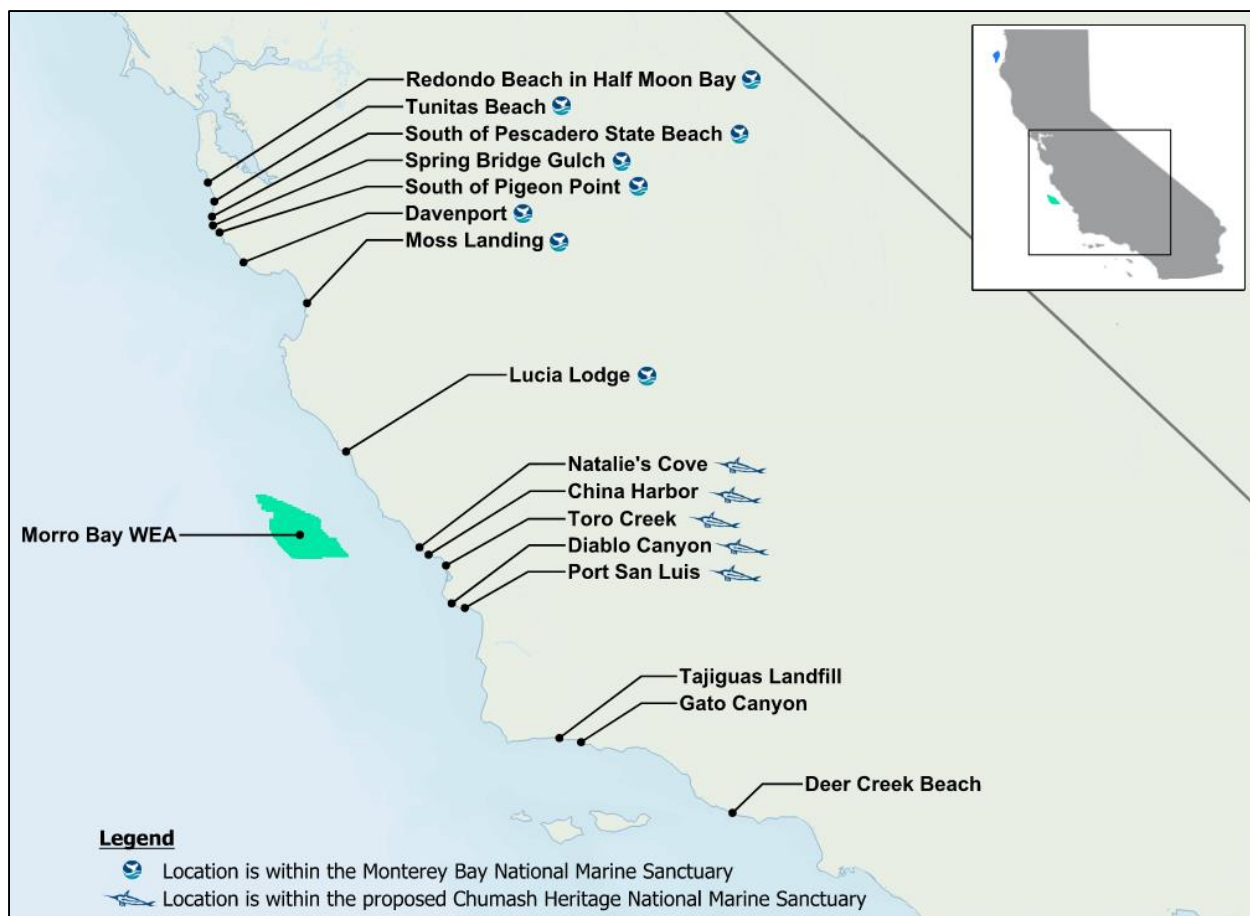 Redondo Beach in Half Moon Bay
Tunitas Beach
South of Pescadero State Beach
Spring Bridge Gulch
South of Pigeon Point
Davenport
Moss Landing
Lucia Lodge
Natalie's Cove
China Harbor
Toro Creek
Morro Bay WEA
Diablo Canyon
Port San Luis
Tajiguas Landfill
Gato Canyon
Deer Creek Beach
Legend
Location is within the Monterey Bay National Marine Sanctuary
Location is within the proposed Chumash Heritage National Marine Sanctuary